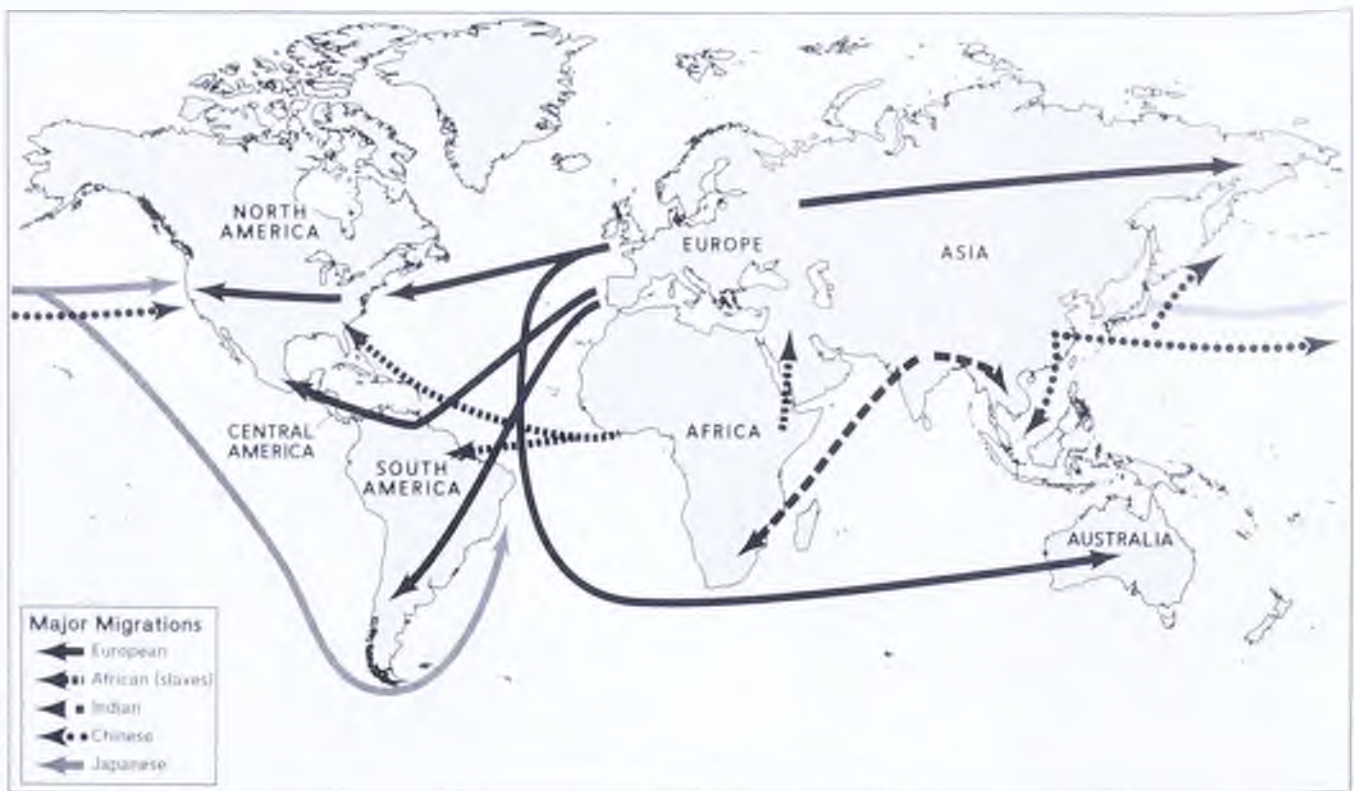 NORTH
AMERICA
EUROPE
ASIA
CENTRAL
AMERICA
SOUTH
AMERICA
AFRICA
AUSTRALIA
Major Migrations
European
African (slaves)
Indian
Chinese
Japanese